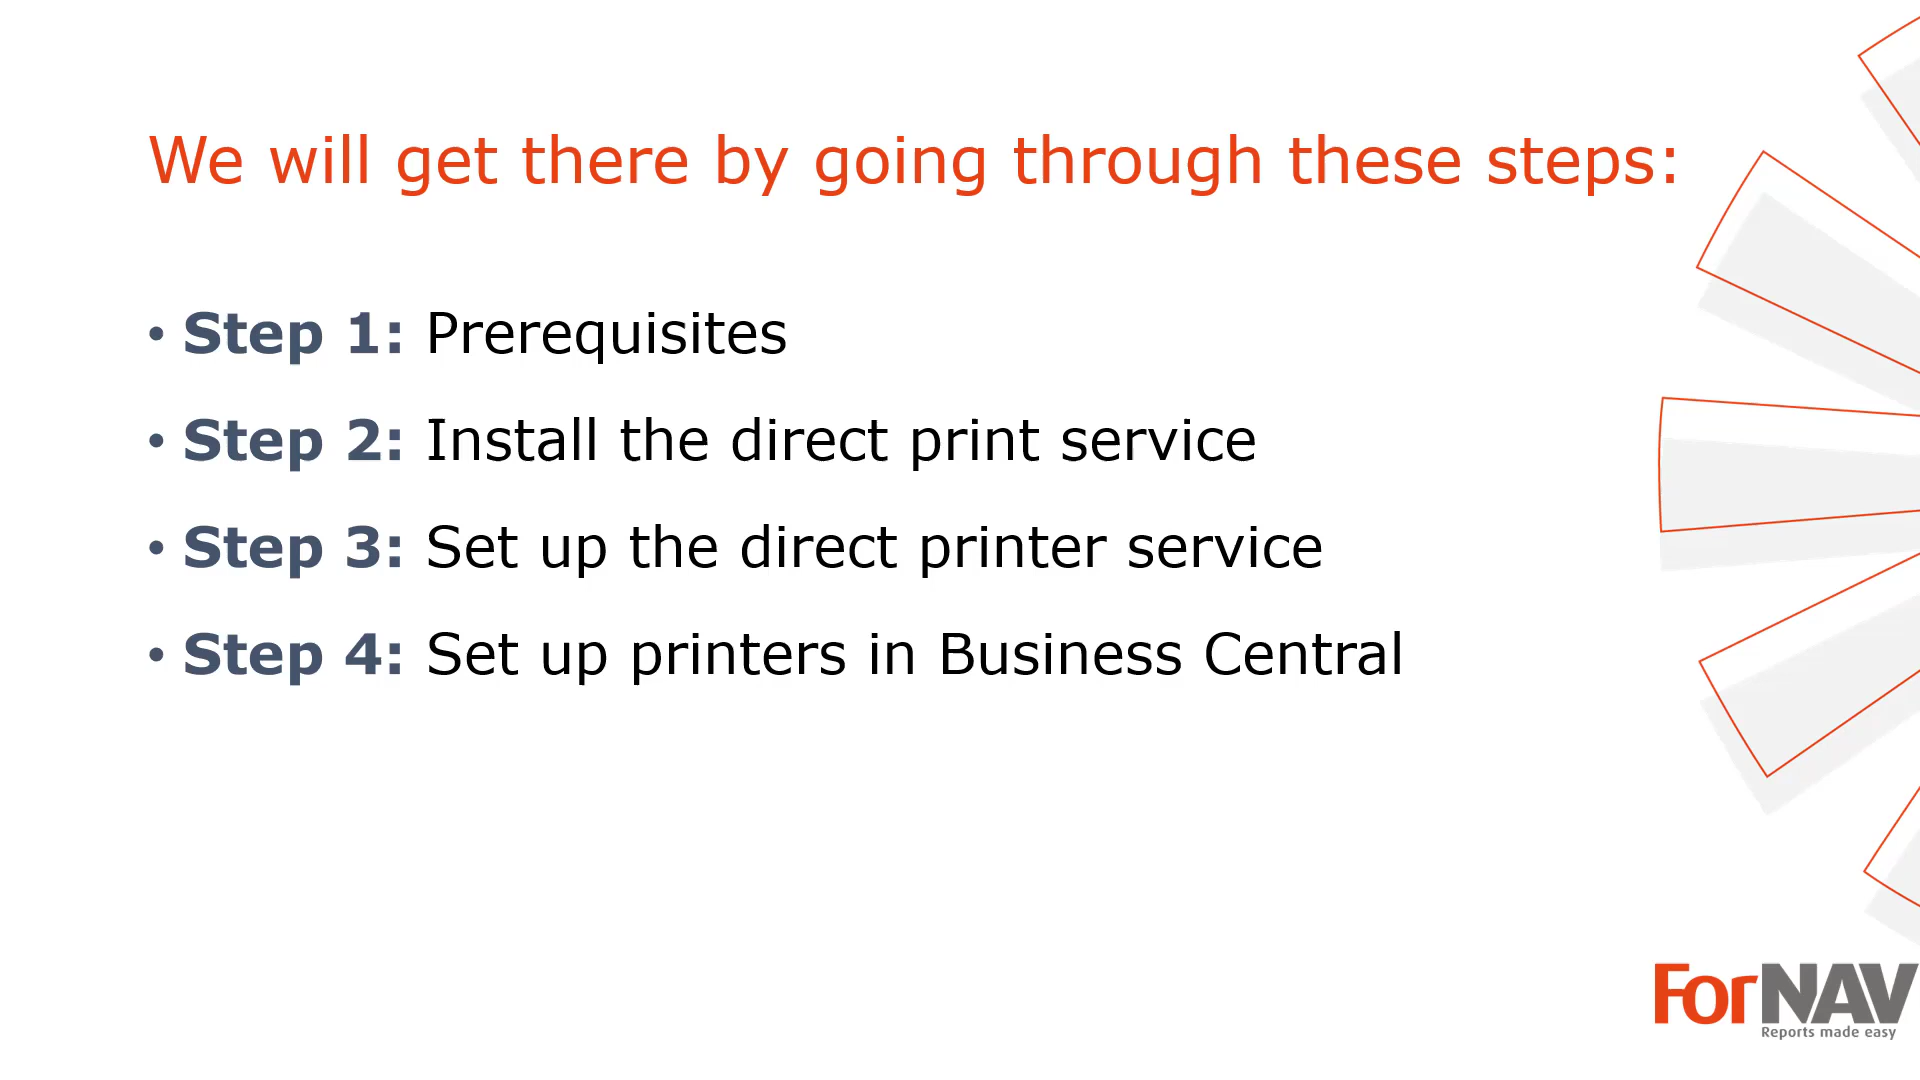 We will get there by going through these steps:
• Step 1: Prerequisites
• Step 2: Install the direct print service
• Step 3: Set up the direct printer service
• Step 4: Set up printers in Business Central
ForNAV
Reports made easy